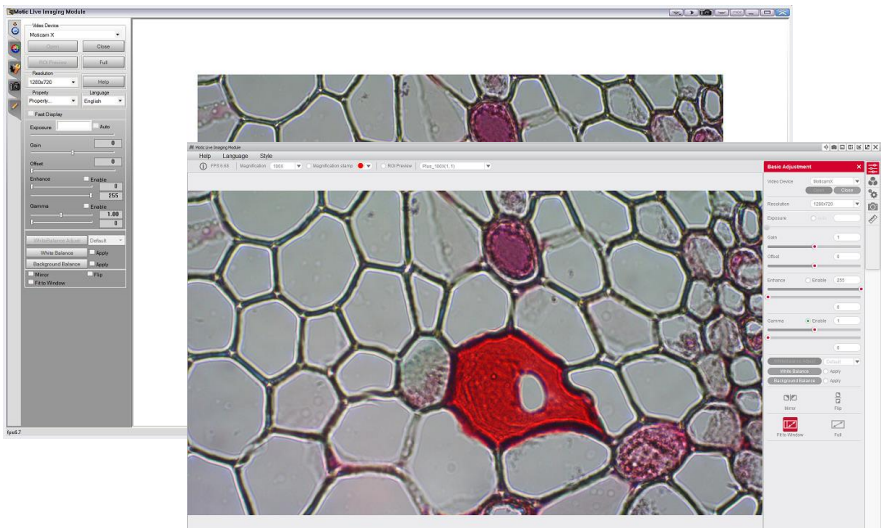 Motic Live Imaging Module
Video Device
Moticam X
Open Close
ROI Preview Full
Resolution
1280x720 Help
Property Language
Property... English
Fast Display
Exposure Auto
Gain 0
Offset 0
Enhance Enable
0
255
Gamma Enable
1.00
0
Default
White Balance Apply
Background Balance Apply
Mirror Flip
Fit to Window
Motic Live Imaging Module
Help Language Style
Magnification Magnification stamp ROI Preview
Basic Adjustment
Video Device MoticamX
Open Close
Resolution 1280x720
Exposure
Gain 1
Offset 0
Enhance Enable 255
0
Gamma Enable 1
0
Default
White Balance Apply
Background Balance Apply
Mirror Flip
Fit to Window Full